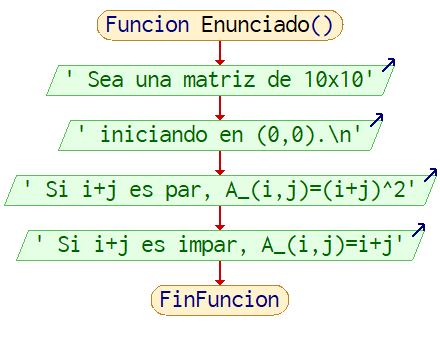 Funcion Enunciado()
' Sea una matriz de 10x10'
' iniciando en (0,0).\n'
' Si i+j es par, A_(i,j)=(i+j)^2'
' Si i+j es impar, A_(i,j)=i+j'
FinFuncion